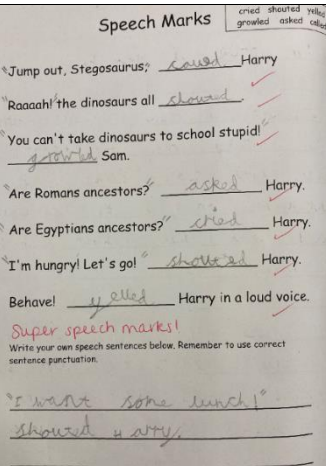 Speech Marks
cried shouted yelled
growled asked called
"Jump out, Stegosaurus," Harry
"Raaaah!" the dinosaurs all shouted.
"You can't take dinosaurs to school stupid!"
growled Sam.
"Are Romans ancestors?" asked Harry.
"Are Egyptians ancestors?" cried Harry.
"I'm hungry! Let's go!" shouted Harry.
Behave! yelled Harry in a loud voice.
Super speech marks!
Write your own speech sentences below. Remember to use correct
sentence punctuation.
"I want some lunch!"
shouted Harry.